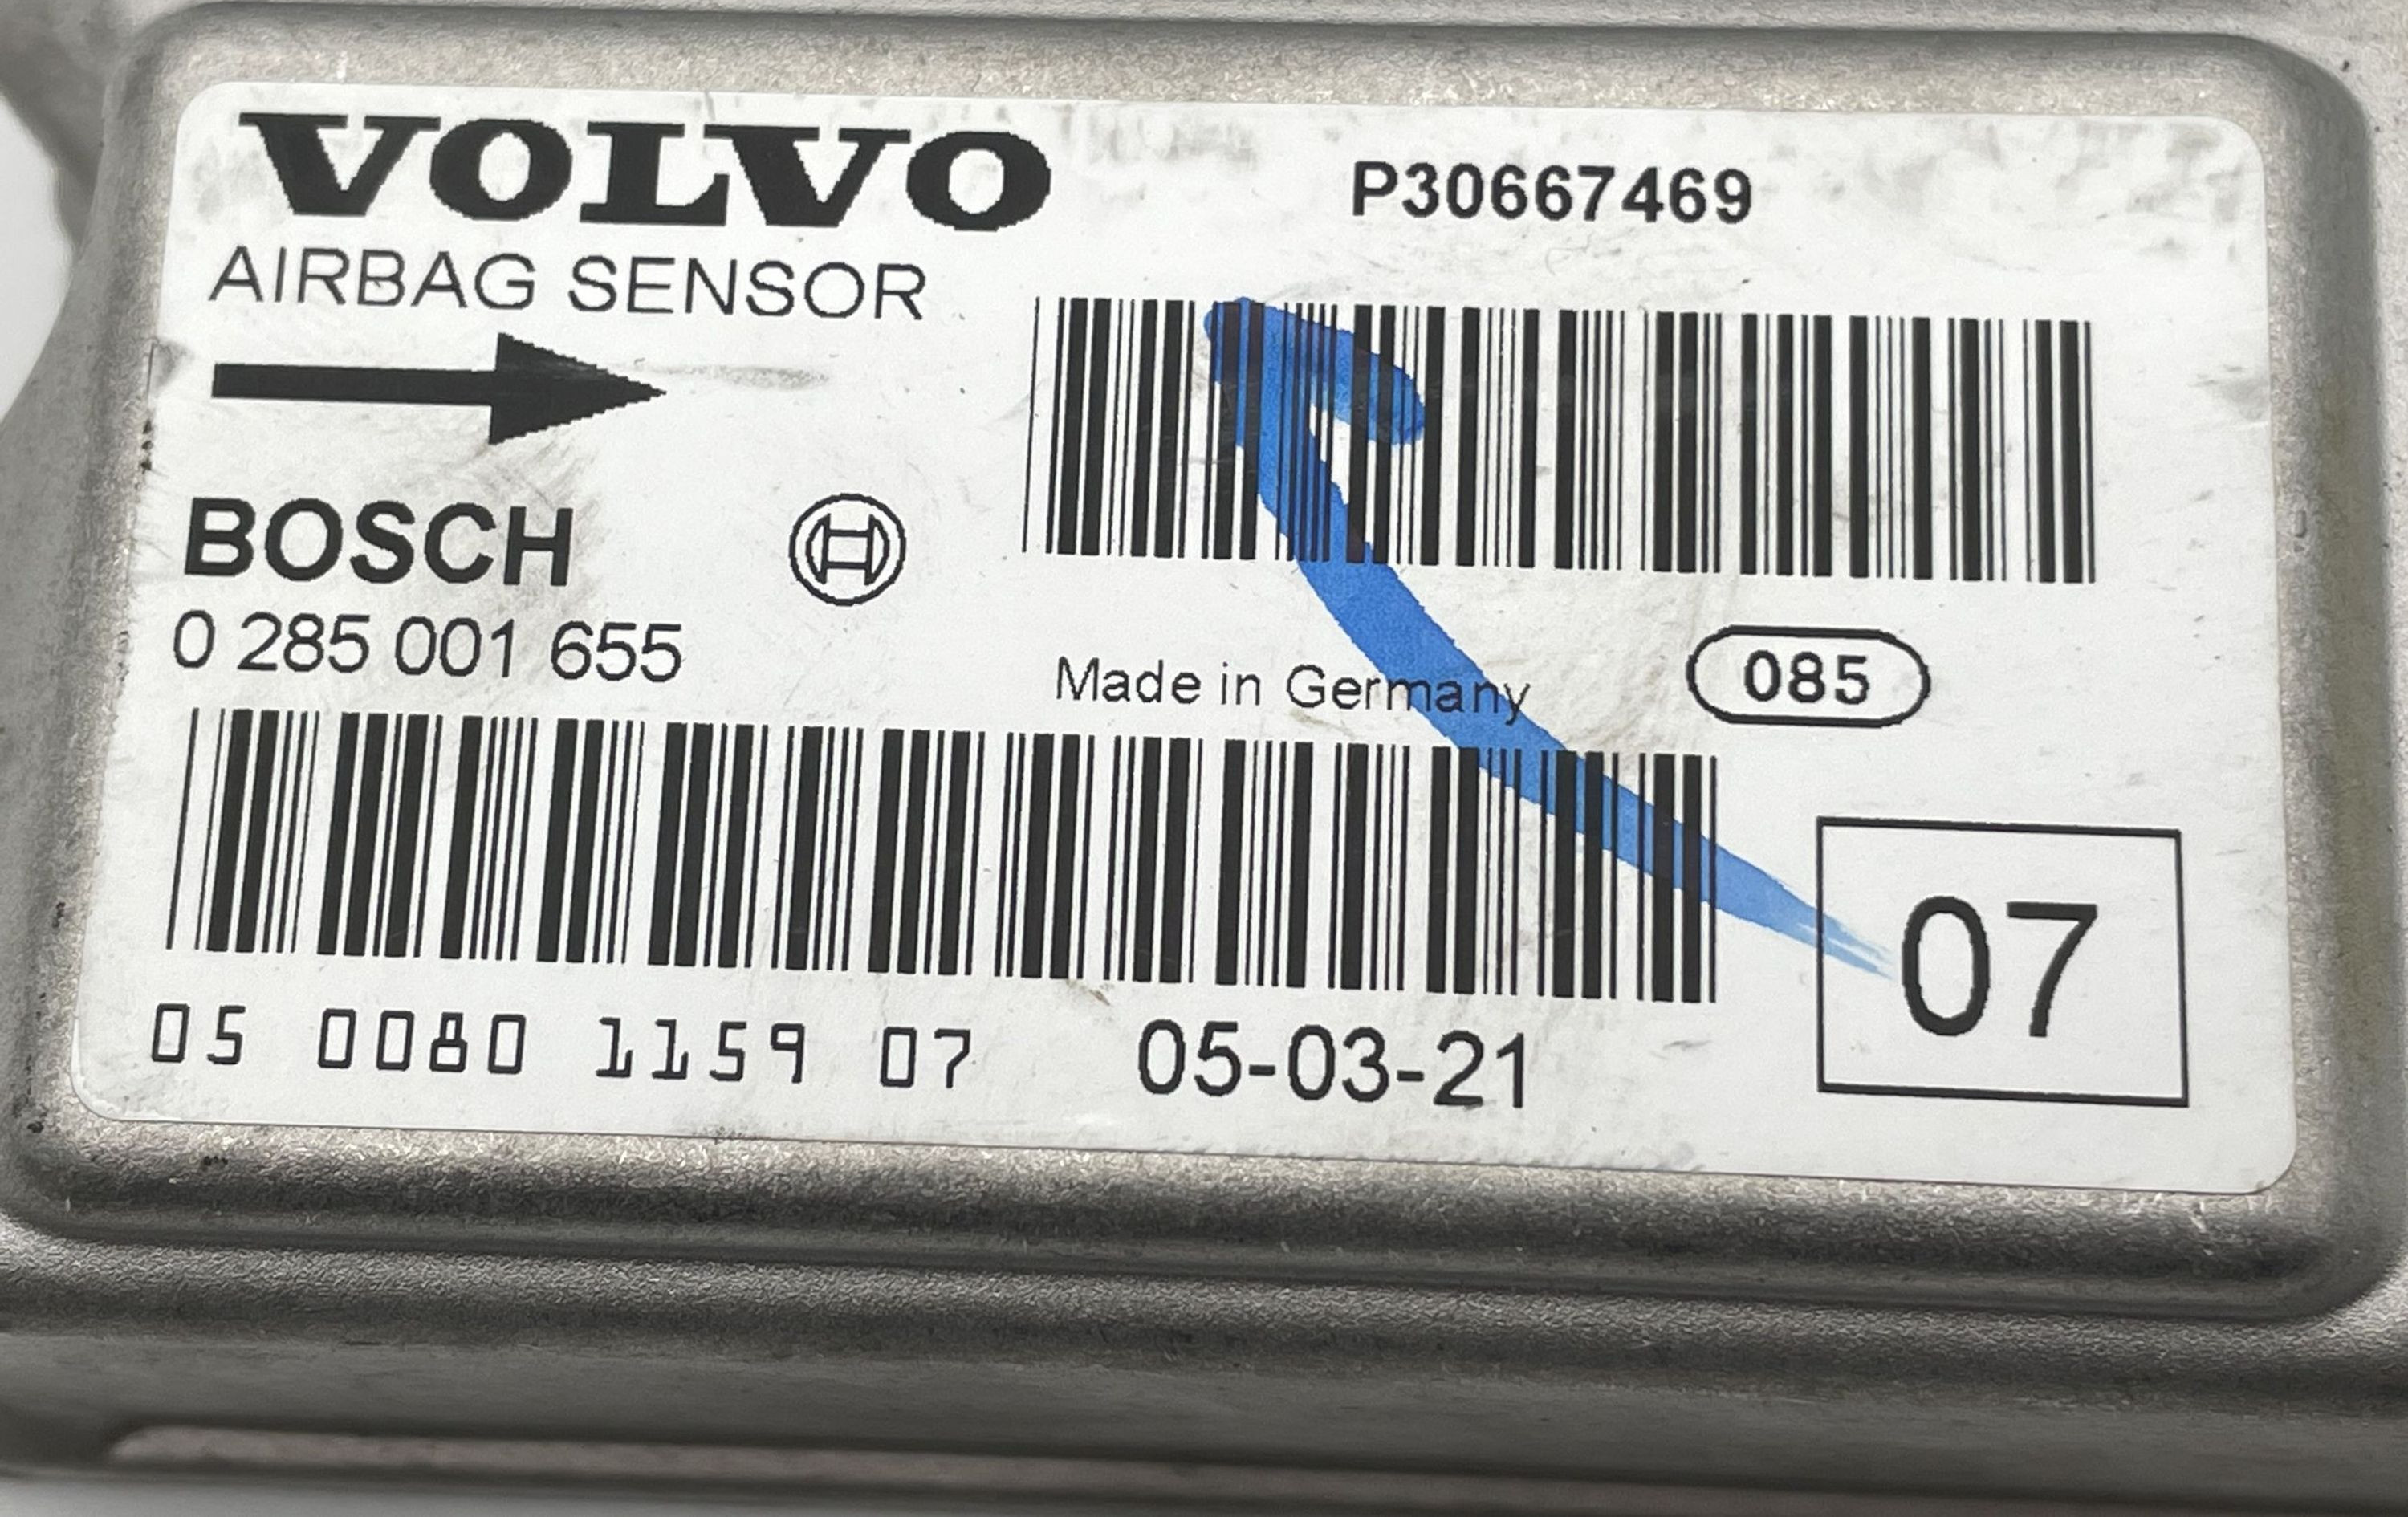 VOLVO
P30667469
AIRBAG SENSOR
BOSCH
0 285 001 655
Made in Germany
085
07
05 0080 1159 07
05-03-21